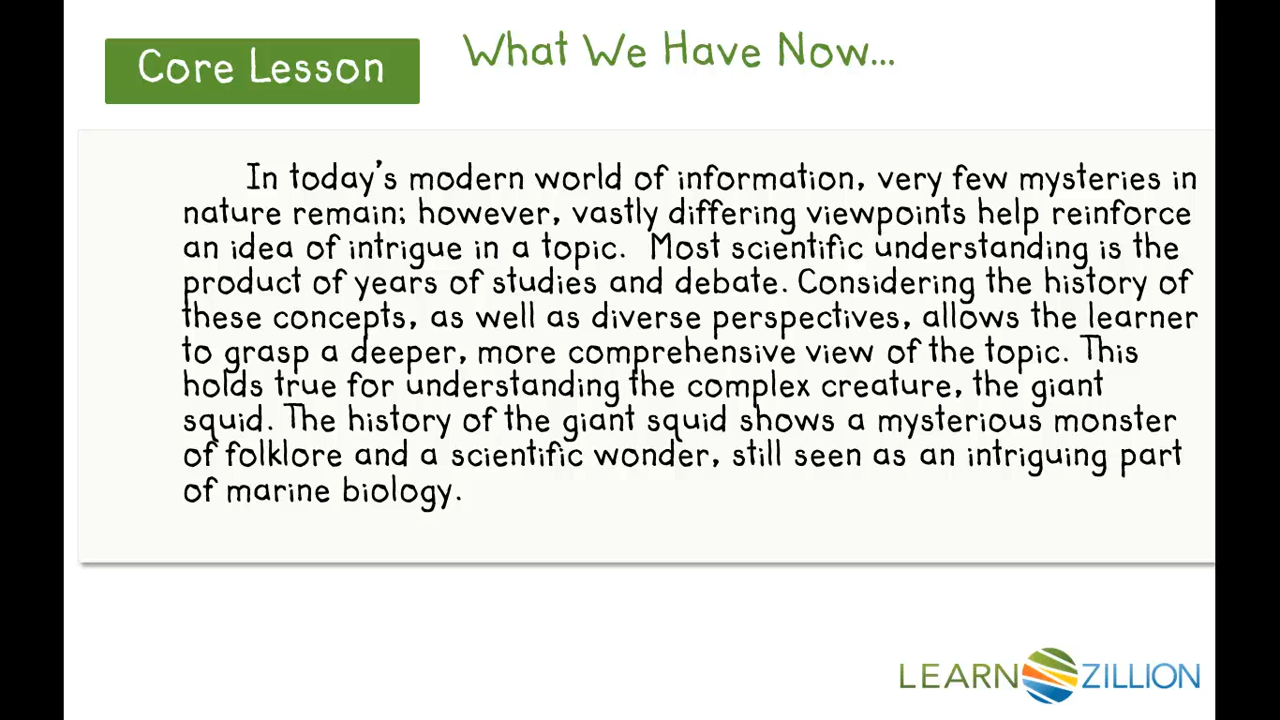 Core Lesson
What We Have Now...
In today's modern world of information, very few mysteries in
nature remain; however, vastly differing viewpoints help reinforce
an idea of intrigue in a topic.  Most scientific understanding is the
product of years of studies and debate. Considering the history of
these concepts, as well as diverse perspectives, allows the learner
to grasp a deeper, more comprehensive view of the topic. This
holds true for understanding the complex creature, the giant
squid. The history of the giant squid shows a mysterious monster
of folklore and a scientific wonder, still seen as an intriguing part
of marine biology.
LEARN ZILLION